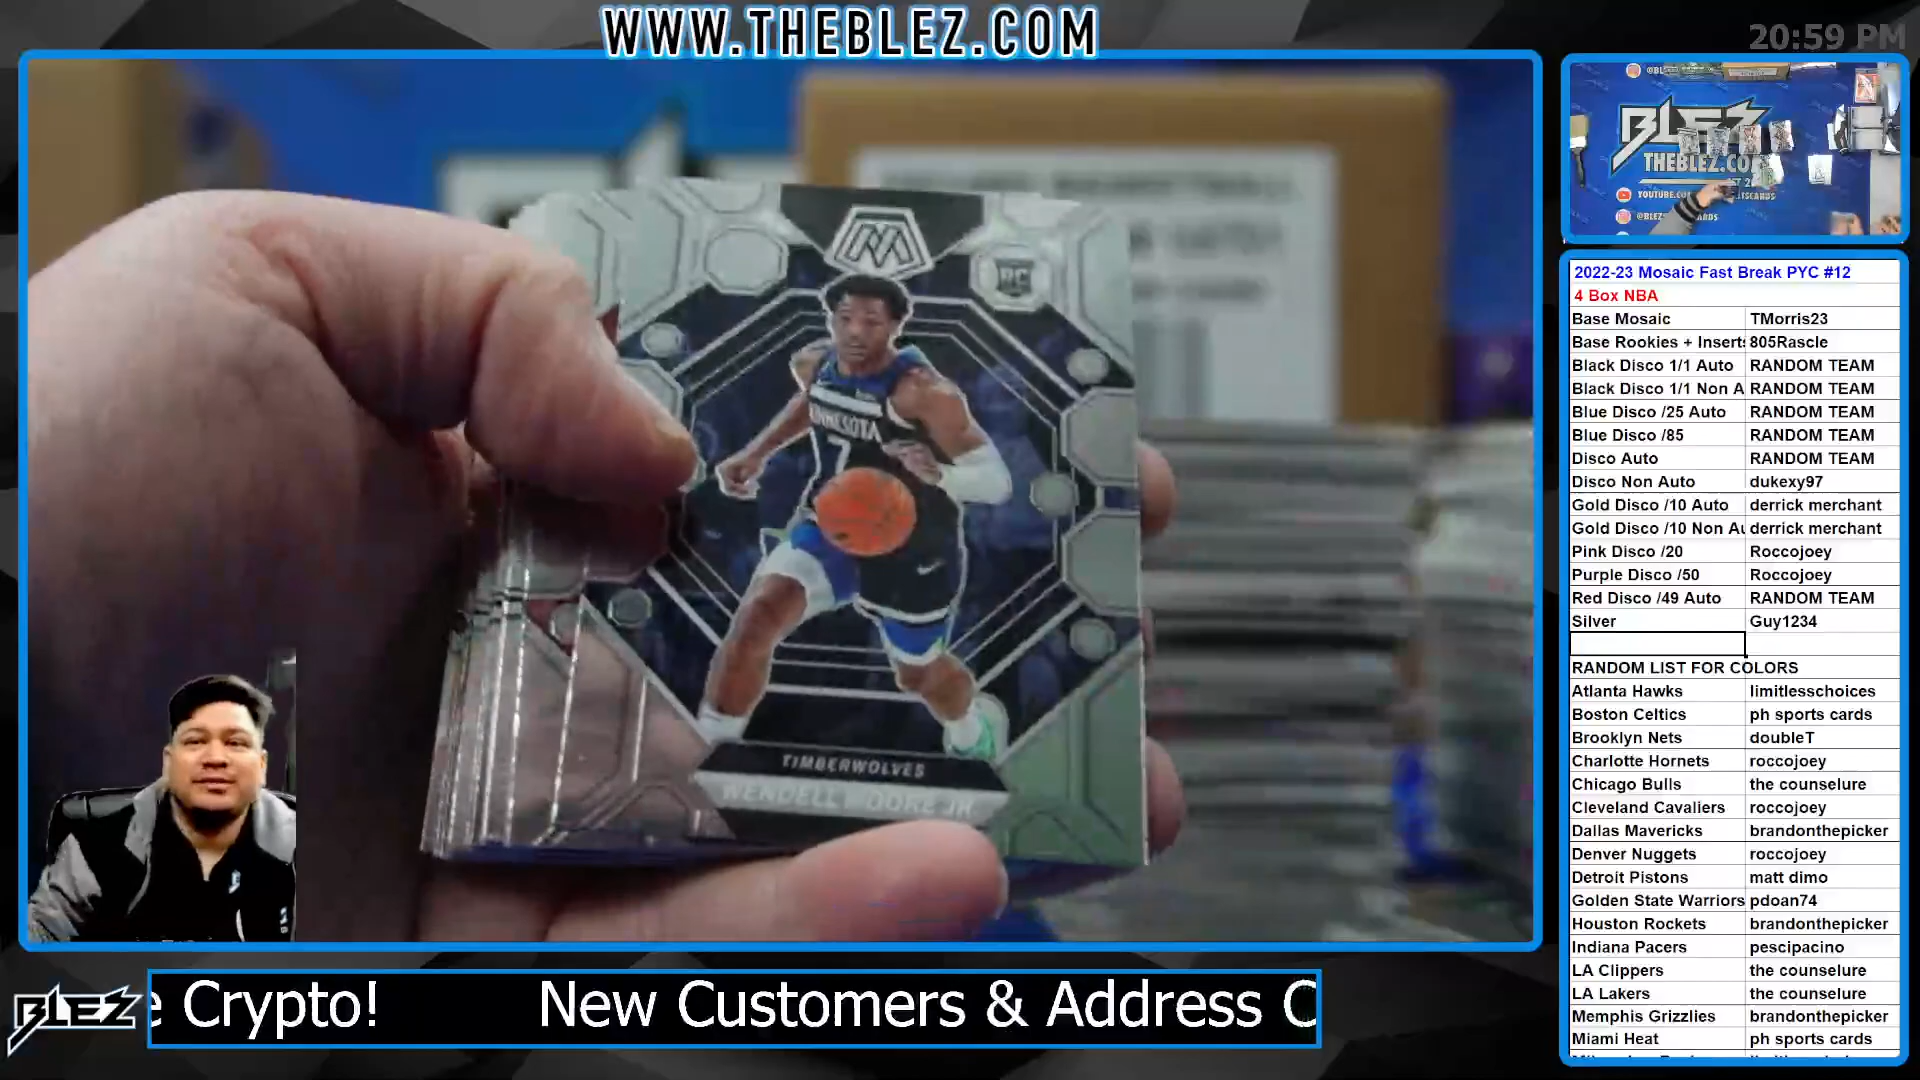 WWW.THEBLEZ.COM
20:59 PM
BLEZ
THEBLEZ.CO
RC
MINNESOTA
7
TIMBERWOLVES
WENDELL MOORE JR.
2022-23 Mosaic Fast Break PYC #12
4 Box NBA
Base Mosaic TMorris23
Base Rookies + Inserts 805Rascle
Black Disco 1/1 Auto RANDOM TEAM
Black Disco 1/1 Non A RANDOM TEAM
Blue Disco /25 Auto RANDOM TEAM
Blue Disco /85 RANDOM TEAM
Disco Auto RANDOM TEAM
Disco Non Auto dukexy97
Gold Disco /10 Auto derrick merchant
Gold Disco /10 Non Au derrick merchant
Pink Disco /20 Roccojoey
Purple Disco /50 Roccojoey
Red Disco /49 Auto RANDOM TEAM
Silver Guy1234
RANDOM LIST FOR COLORS
Atlanta Hawks limitlesschoices
Boston Celtics ph sports cards
Brooklyn Nets doubleT
Charlotte Hornets roccojoey
Chicago Bulls the counselure
Cleveland Cavaliers roccojoey
Dallas Mavericks brandonthepicker
Denver Nuggets roccojoey
Detroit Pistons matt dimo
Golden State Warriors pdoan74
Houston Rockets brandonthepicker
Indiana Pacers pescipacino
LA Clippers the counselure
LA Lakers the counselure
Memphis Grizzlies brandonthepicker
Miami Heat ph sports cards
BLEZ
e Crypto! New Customers & Address C